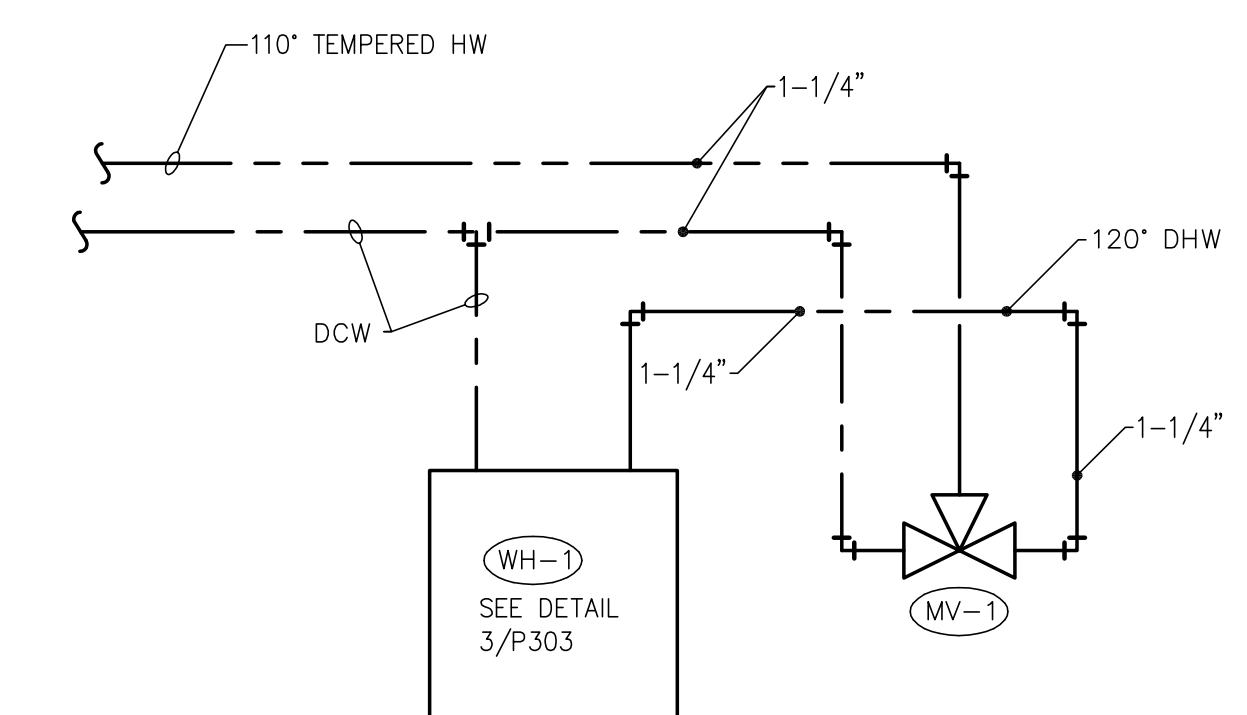 110° TEMPERED HW
1-1/4”
120° DHW
DCW
1-1/4”
1-1/4”
WH-1
SEE DETAIL
3/P303
MV-1